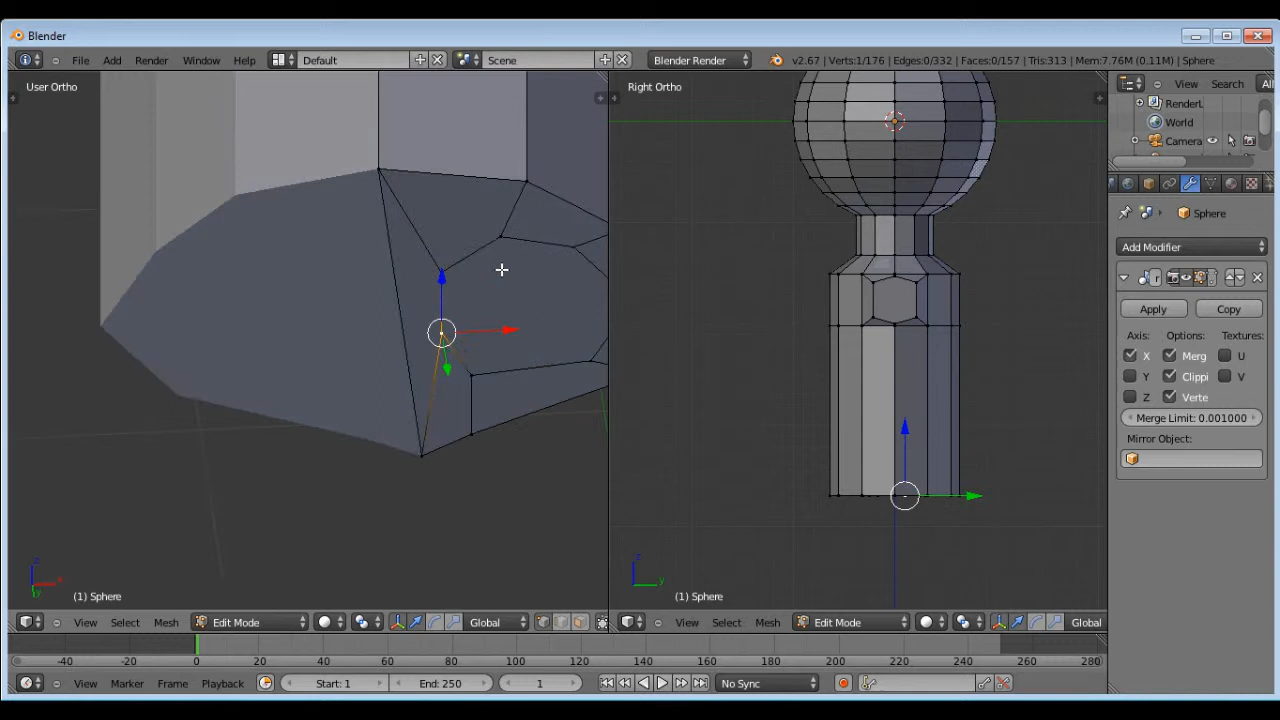 Blender
File Add Render Window Help Default Scene Blender Render v2.67 | Verts:1/176 | Edges:0/332 | Faces:0/157 | Tris:313 | Mem:7.76M (0.11M) | Sphere
User Ortho
Right Ortho
View Search All
RenderL
World
Camera
Sphere
Add Modifier
Apply Copy
Axis: Options: Textures:
X Merg U
Y Clippi V
Z Verte
Merge Limit: 0.001000
Mirror Object:
z
x
y
(1) Sphere
z
y
(1) Sphere
View Select Mesh Edit Mode Global
View Select Mesh Edit Mode Global
-40 -20 0 20 40 60 80 100 120 140 160 180 200 220 240 260 280
View Marker Frame Playback Start: 1 End: 250 1 No Sync